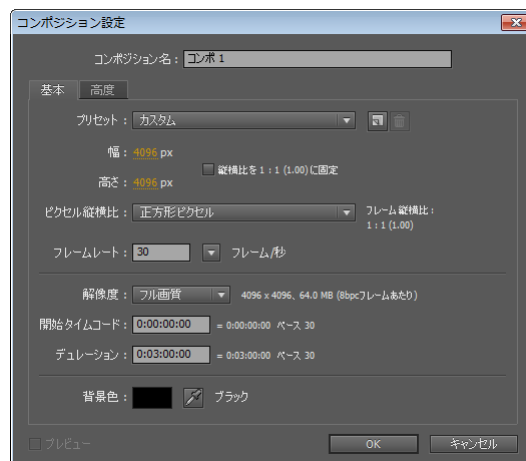 コンポジション設定
コンポジション名： コンポ 1
基本 高度
プリセット： カスタム
幅： 4096 px
縦横比を 1：1 (1.00) に固定
高さ： 4096 px
ピクセル縦横比： 正方形ピクセル フレーム縦横比：
1：1 (1.00)
フレームレート： 30 フレーム/秒
解像度： フル画質 4096 x 4096、64.0 MB (8bpcフレームあたり)
開始タイムコード： 0:00:00:00 = 0:00:00:00 ベース 30
デュレーション： 0:03:00:00 = 0:03:00:00 ベース 30
背景色： ブラック
プレビュー OK キャンセル